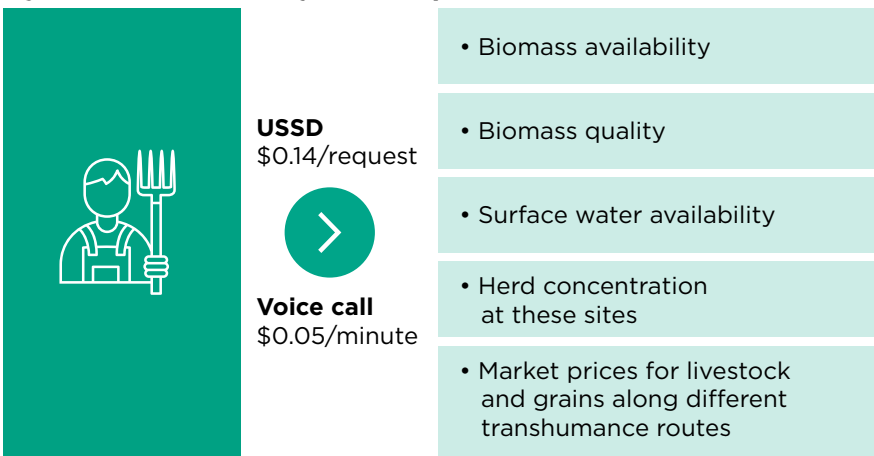 USSD
$0.14/request
Voice call
$0.05/minute
• Biomass availability
• Biomass quality
• Surface water availability
• Herd concentration
at these sites
• Market prices for livestock
and grains along different
transhumance routes